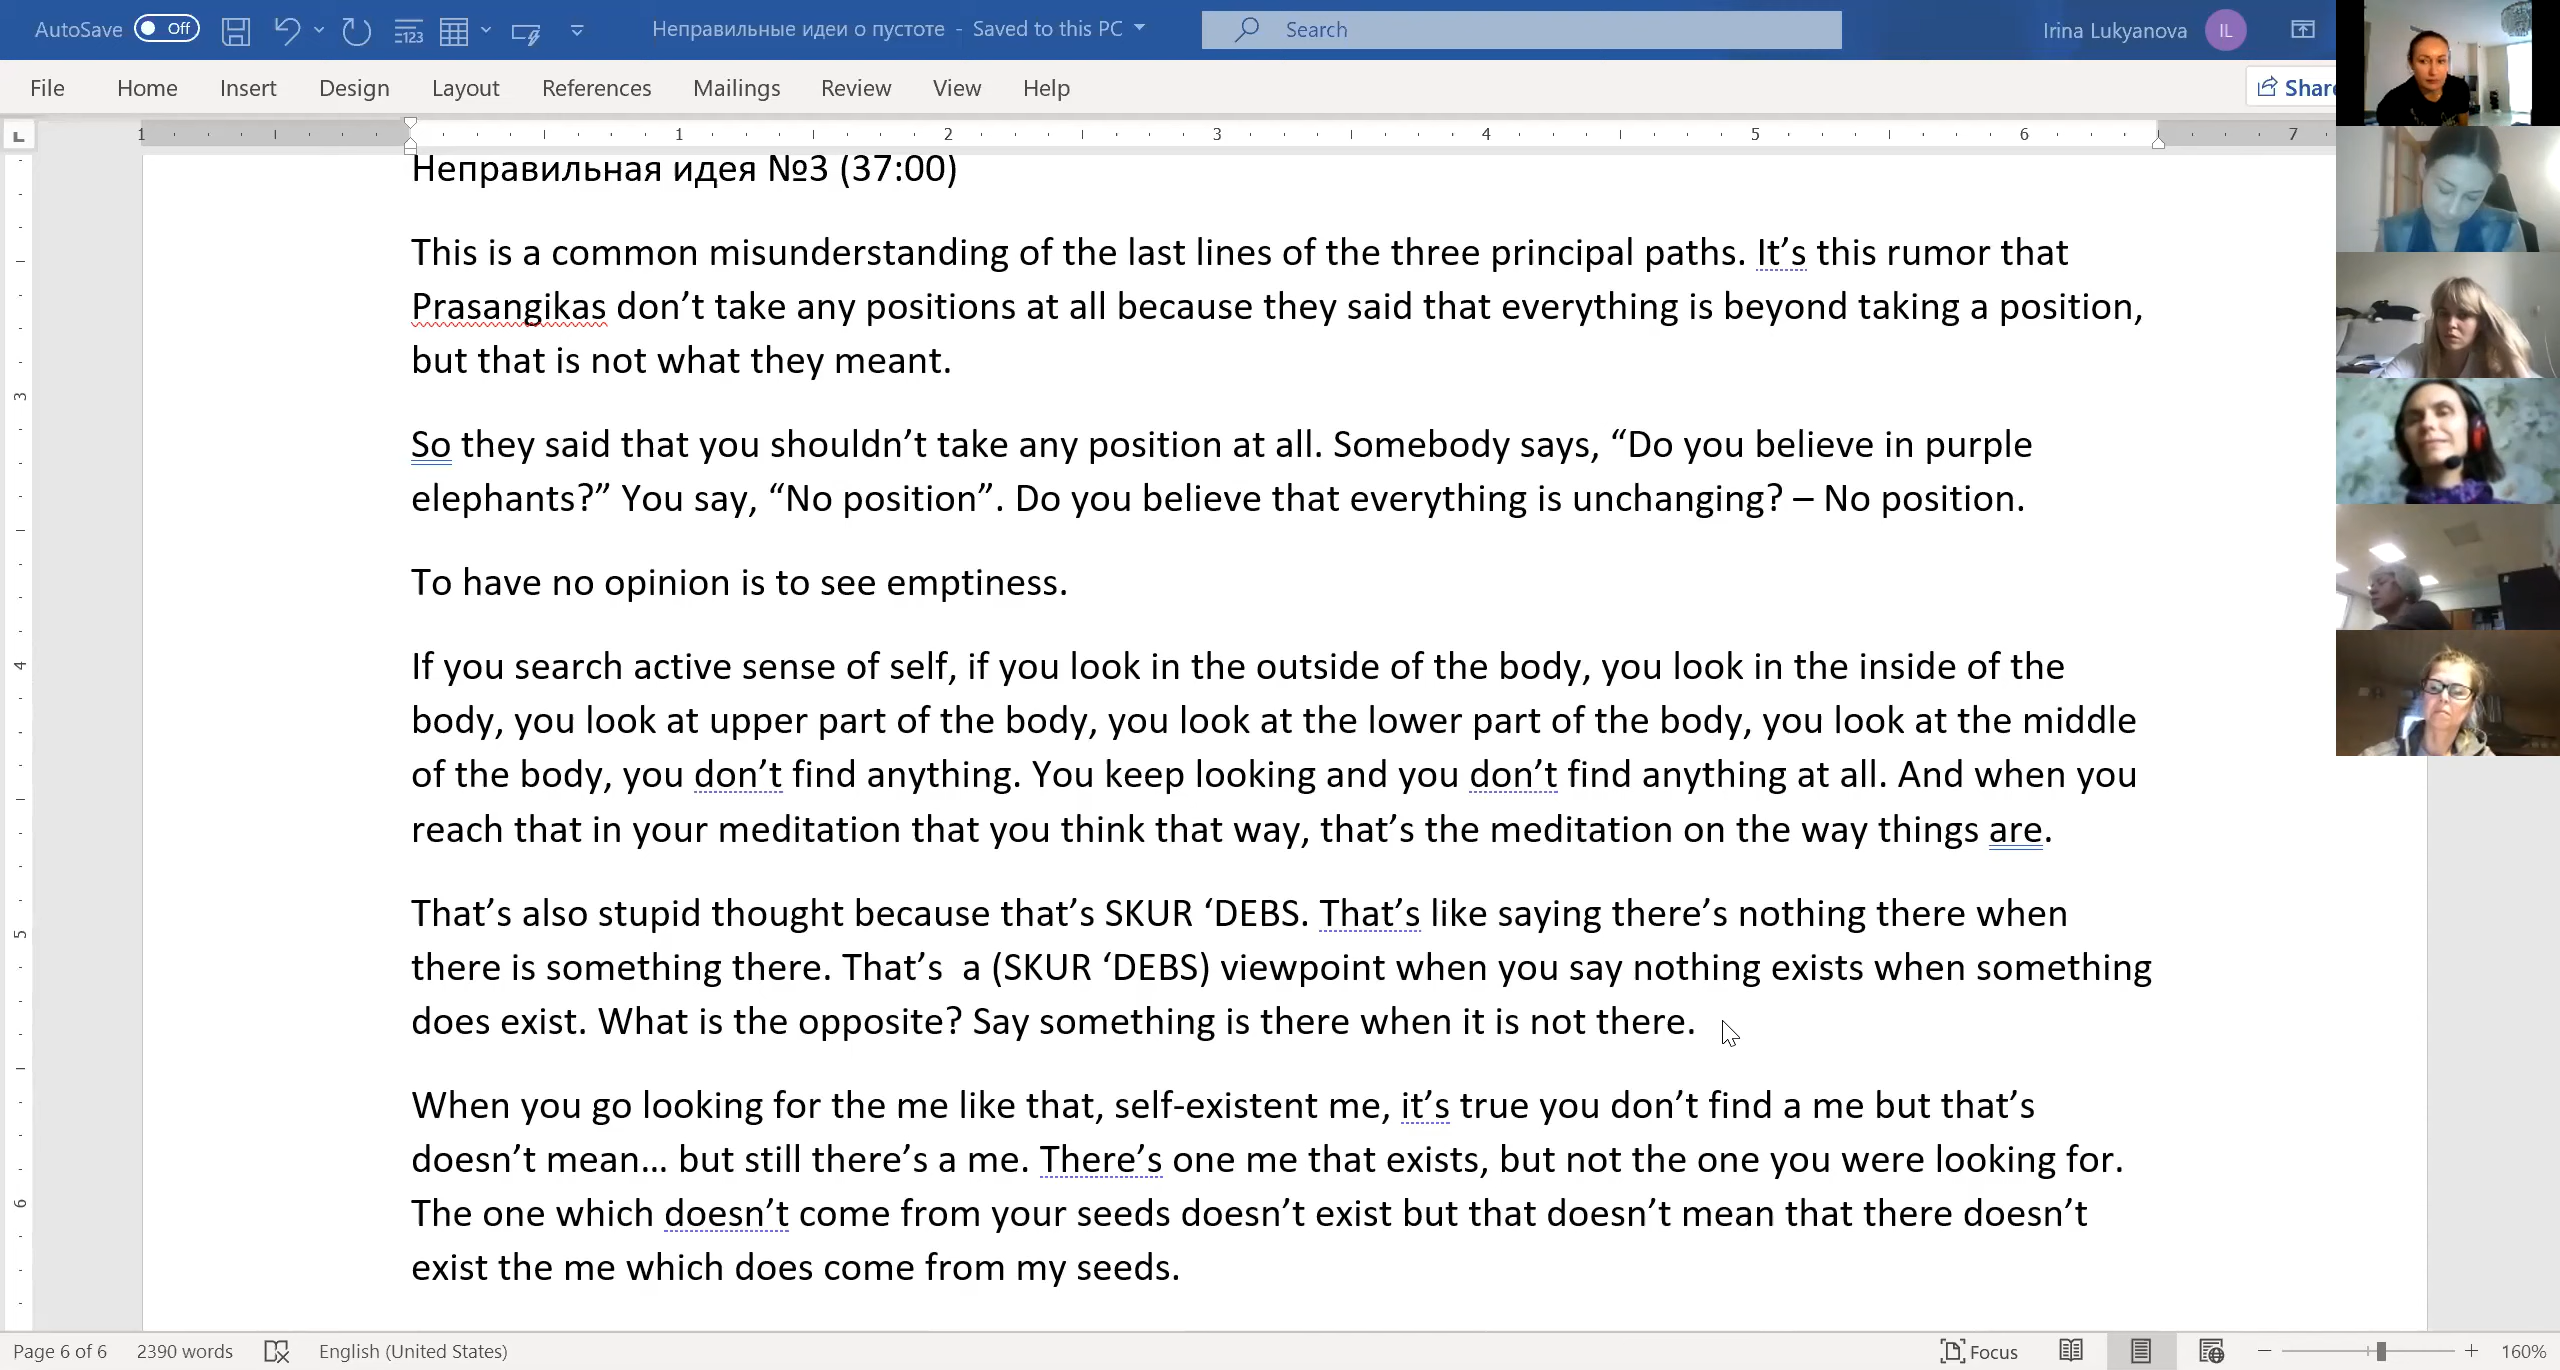 AutoSave Off Неправильные идеи о пустоте - Saved to this PC Search Irina Lukyanova IL
File Home Insert Design Layout References Mailings Review View Help Share
1 1 2 3 4 5 6 7
Неправильная идея №3 (37:00)
This is a common misunderstanding of the last lines of the three principal paths. It’s this rumor that
Prasangikas don’t take any positions at all because they said that everything is beyond taking a position,
but that is not what they meant.
3
So they said that you shouldn’t take any position at all. Somebody says, “Do you believe in purple
elephants?” You say, “No position”. Do you believe that everything is unchanging? – No position.
To have no opinion is to see emptiness.
4
If you search active sense of self, if you look in the outside of the body, you look in the inside of the
body, you look at upper part of the body, you look at the lower part of the body, you look at the middle
of the body, you don’t find anything. You keep looking and you don’t find anything at all. And when you
reach that in your meditation that you think that way, that’s the meditation on the way things are.
5
That’s also stupid thought because that’s SKUR ‘DEBS. That’s like saying there’s nothing there when
there is something there. That’s  a (SKUR ‘DEBS) viewpoint when you say nothing exists when something
does exist. What is the opposite? Say something is there when it is not there.
When you go looking for the me like that, self-existent me, it’s true you don’t find a me but that’s
doesn’t mean… but still there’s a me. There’s one me that exists, but not the one you were looking for.
6
The one which doesn’t come from your seeds doesn’t exist but that doesn’t mean that there doesn’t
exist the me which does come from my seeds.
Page 6 of 6 2390 words English (United States) Focus 160%